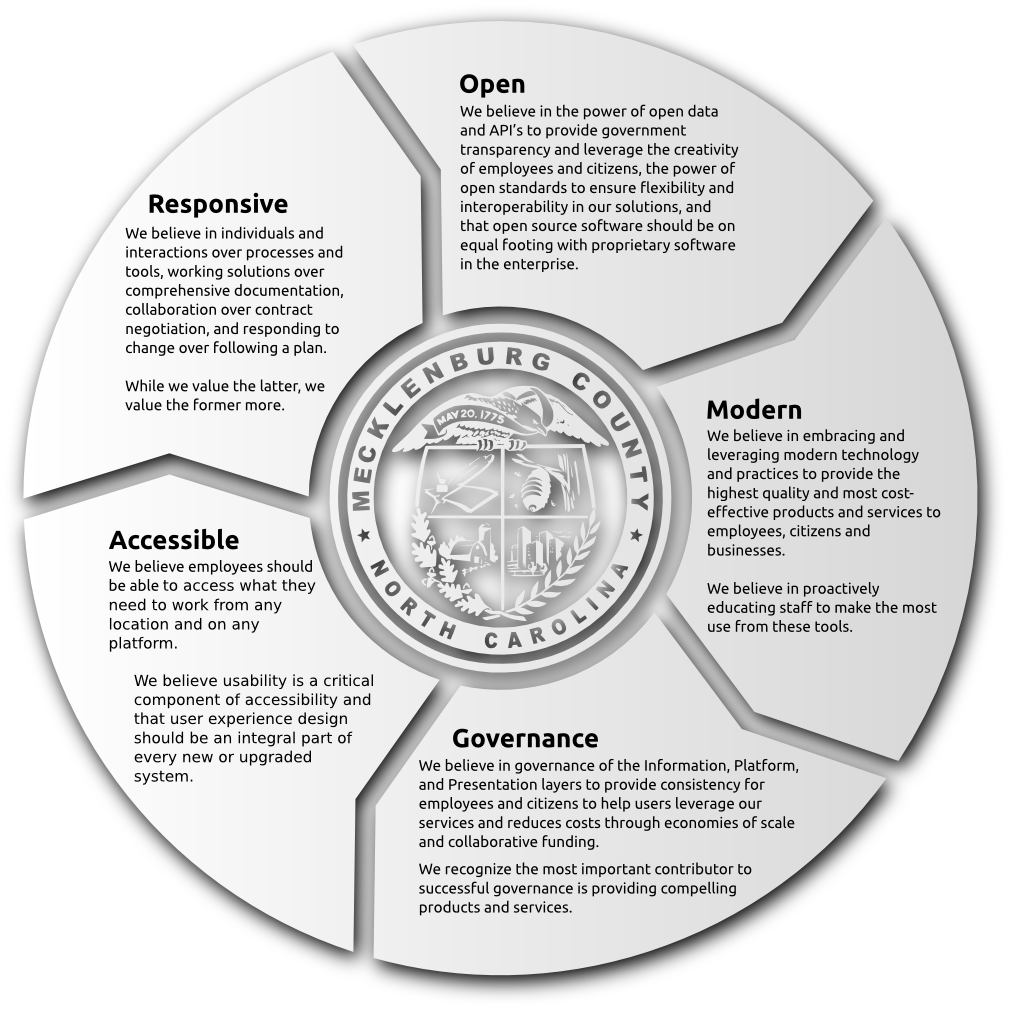 Open
We believe in the power of open data
and API's to provide government
transparency and leverage the creativity
of employees and citizens, the power of
open standards to ensure flexibility and
interoperability in our solutions, and
that open source software should be on
equal footing with proprietary software
in the enterprise.
Responsive
We believe in individuals and
interactions over processes and
tools, working solutions over
comprehensive documentation,
collaboration over contract
negotiation, and responding to
change over following a plan.
While we value the latter, we
value the former more.
MECKLENBURG COUNTY
MAY 20, 1775
NORTH CAROLINA
Modern
We believe in embracing and
leveraging modern technology
and practices to provide the
highest quality and most cost-
effective products and services to
employees, citizens and
businesses.
We believe in proactively
educating staff to make the most
use from these tools.
Accessible
We believe employees should
be able to access what they
need to work from any
location and on any
platform.
We believe usability is a critical
component of accessibility and
that user experience design
should be an integral part of
every new or upgraded
system.
Governance
We believe in governance of the Information, Platform,
and Presentation layers to provide consistency for
employees and citizens to help users leverage our
services and reduces costs through economies of scale
and collaborative funding.
We recognize the most important contributor to
successful governance is providing compelling
products and services.